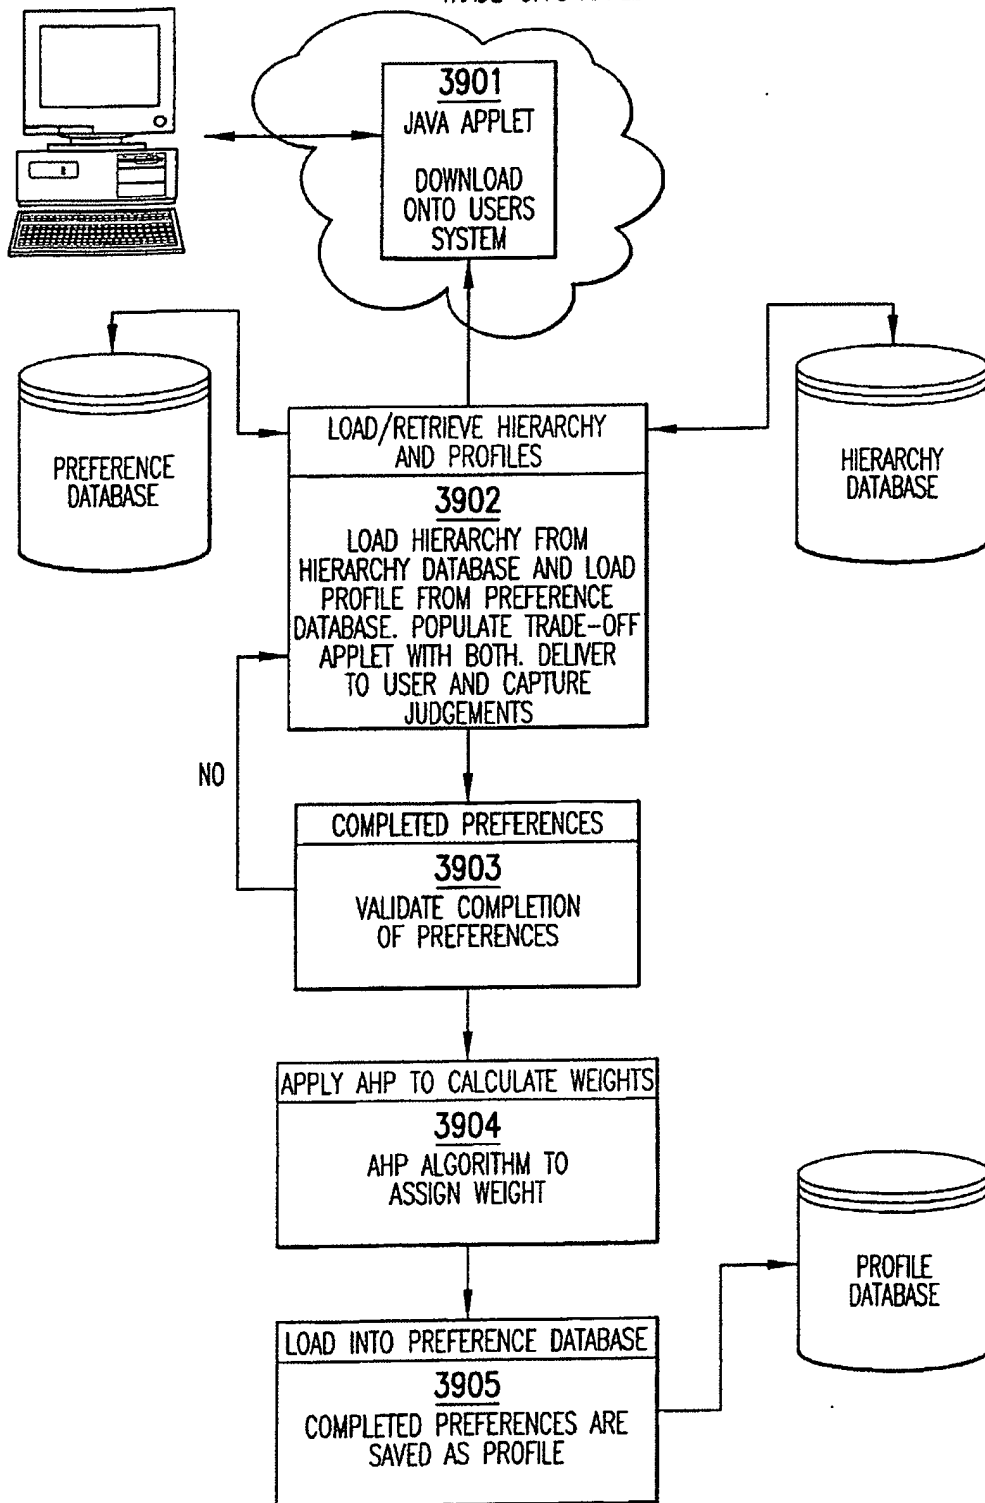 3901
JAVA APPLET
DOWNLOAD
ONTO USERS
SYSTEM
PREFERENCE
DATABASE
LOAD/RETRIEVE HIERARCHY
AND PROFILES
3902
LOAD HIERARCHY FROM
HIERARCHY DATABASE AND LOAD
PROFILE FROM PREFERENCE
DATABASE. POPULATE TRADE-OFF
APPLET WITH BOTH. DELIVER
TO USER AND CAPTURE
JUDGEMENTS
HIERARCHY
DATABASE
NO
COMPLETED PREFERENCES
3903
VALIDATE COMPLETION
OF PREFERENCES
APPLY AHP TO CALCULATE WEIGHTS
3904
AHP ALGORITHM TO
ASSIGN WEIGHT
PROFILE
DATABASE
LOAD INTO PREFERENCE DATABASE
3905
COMPLETED PREFERENCES ARE
SAVED AS PROFILE